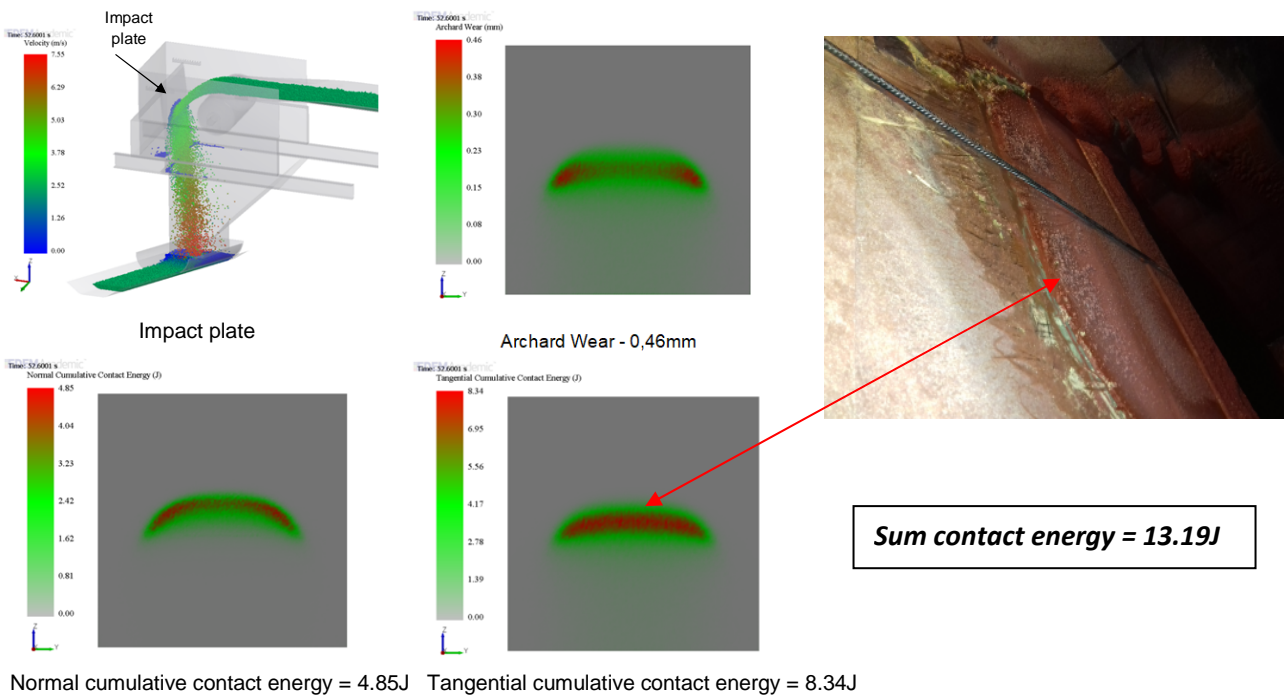 Impact
plate
Time: 52.6001 s
Velocity (m/s)
7.55
6.29
5.03
3.78
2.52
1.26
0.00
Impact plate
Time: 52.6001 s
Archard Wear (mm)
0.46
0.38
0.30
0.23
0.15
0.08
0.00
Z
Y
Archard Wear - 0,46mm
Time: 52.6001 s
Normal Cumulative Contact Energy (J)
4.85
4.04
3.23
2.42
1.62
0.81
0.00
Z
Y
Normal cumulative contact energy = 4.85J
Time: 52.6001 s
Tangential Cumulative Contact Energy (J)
8.34
6.95
5.56
4.17
2.78
1.39
0.00
Z
Y
Tangential cumulative contact energy = 8.34J
Sum contact energy = 13.19J